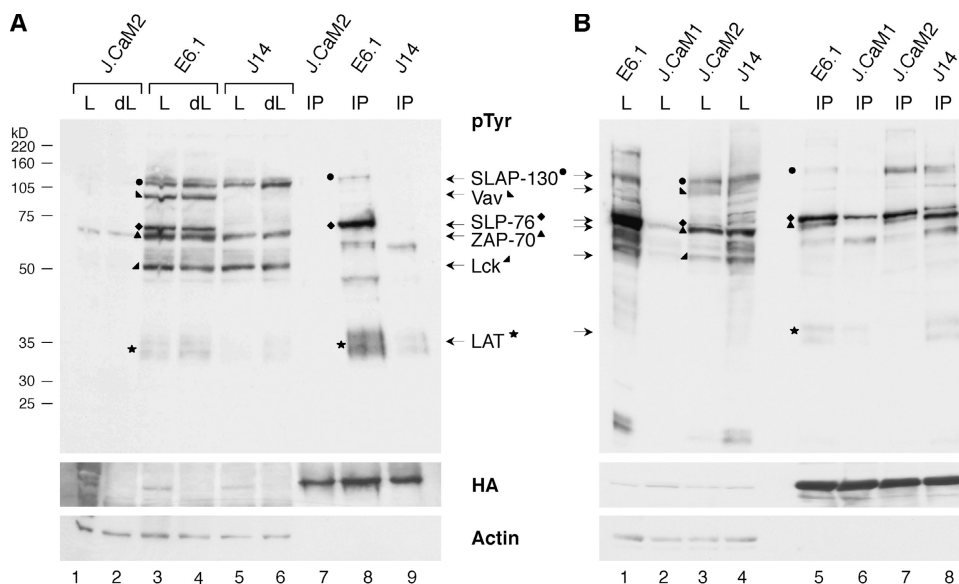 A
B
J.CaM2 E6.1 J14 J.CaM2 E6.1 J14
E6.1 J.CaM1 J.CaM2 J14 E6.1 J.CaM1 J.CaM2 J14
L dL L dL L dL IP IP IP
L L L L IP IP IP IP
pTyr
kD
220
160
105
75
50
35
30
25
SLAP-130
Vav
SLP-76
ZAP-70
Lck
LAT
HA
Actin
1 2 3 4 5 6 7 8 9
1 2 3 4 5 6 7 8